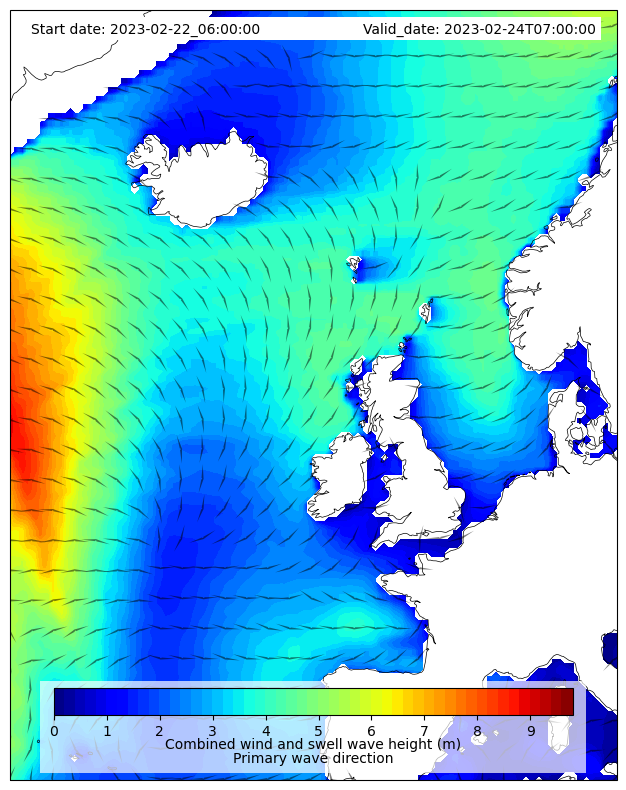 Start date: 2023-02-22_06:00:00 Valid_date: 2023-02-24T07:00:00
0 1 2 3 4 5 6 7 8 9
Combined wind and swell wave height (m)
Primary wave direction